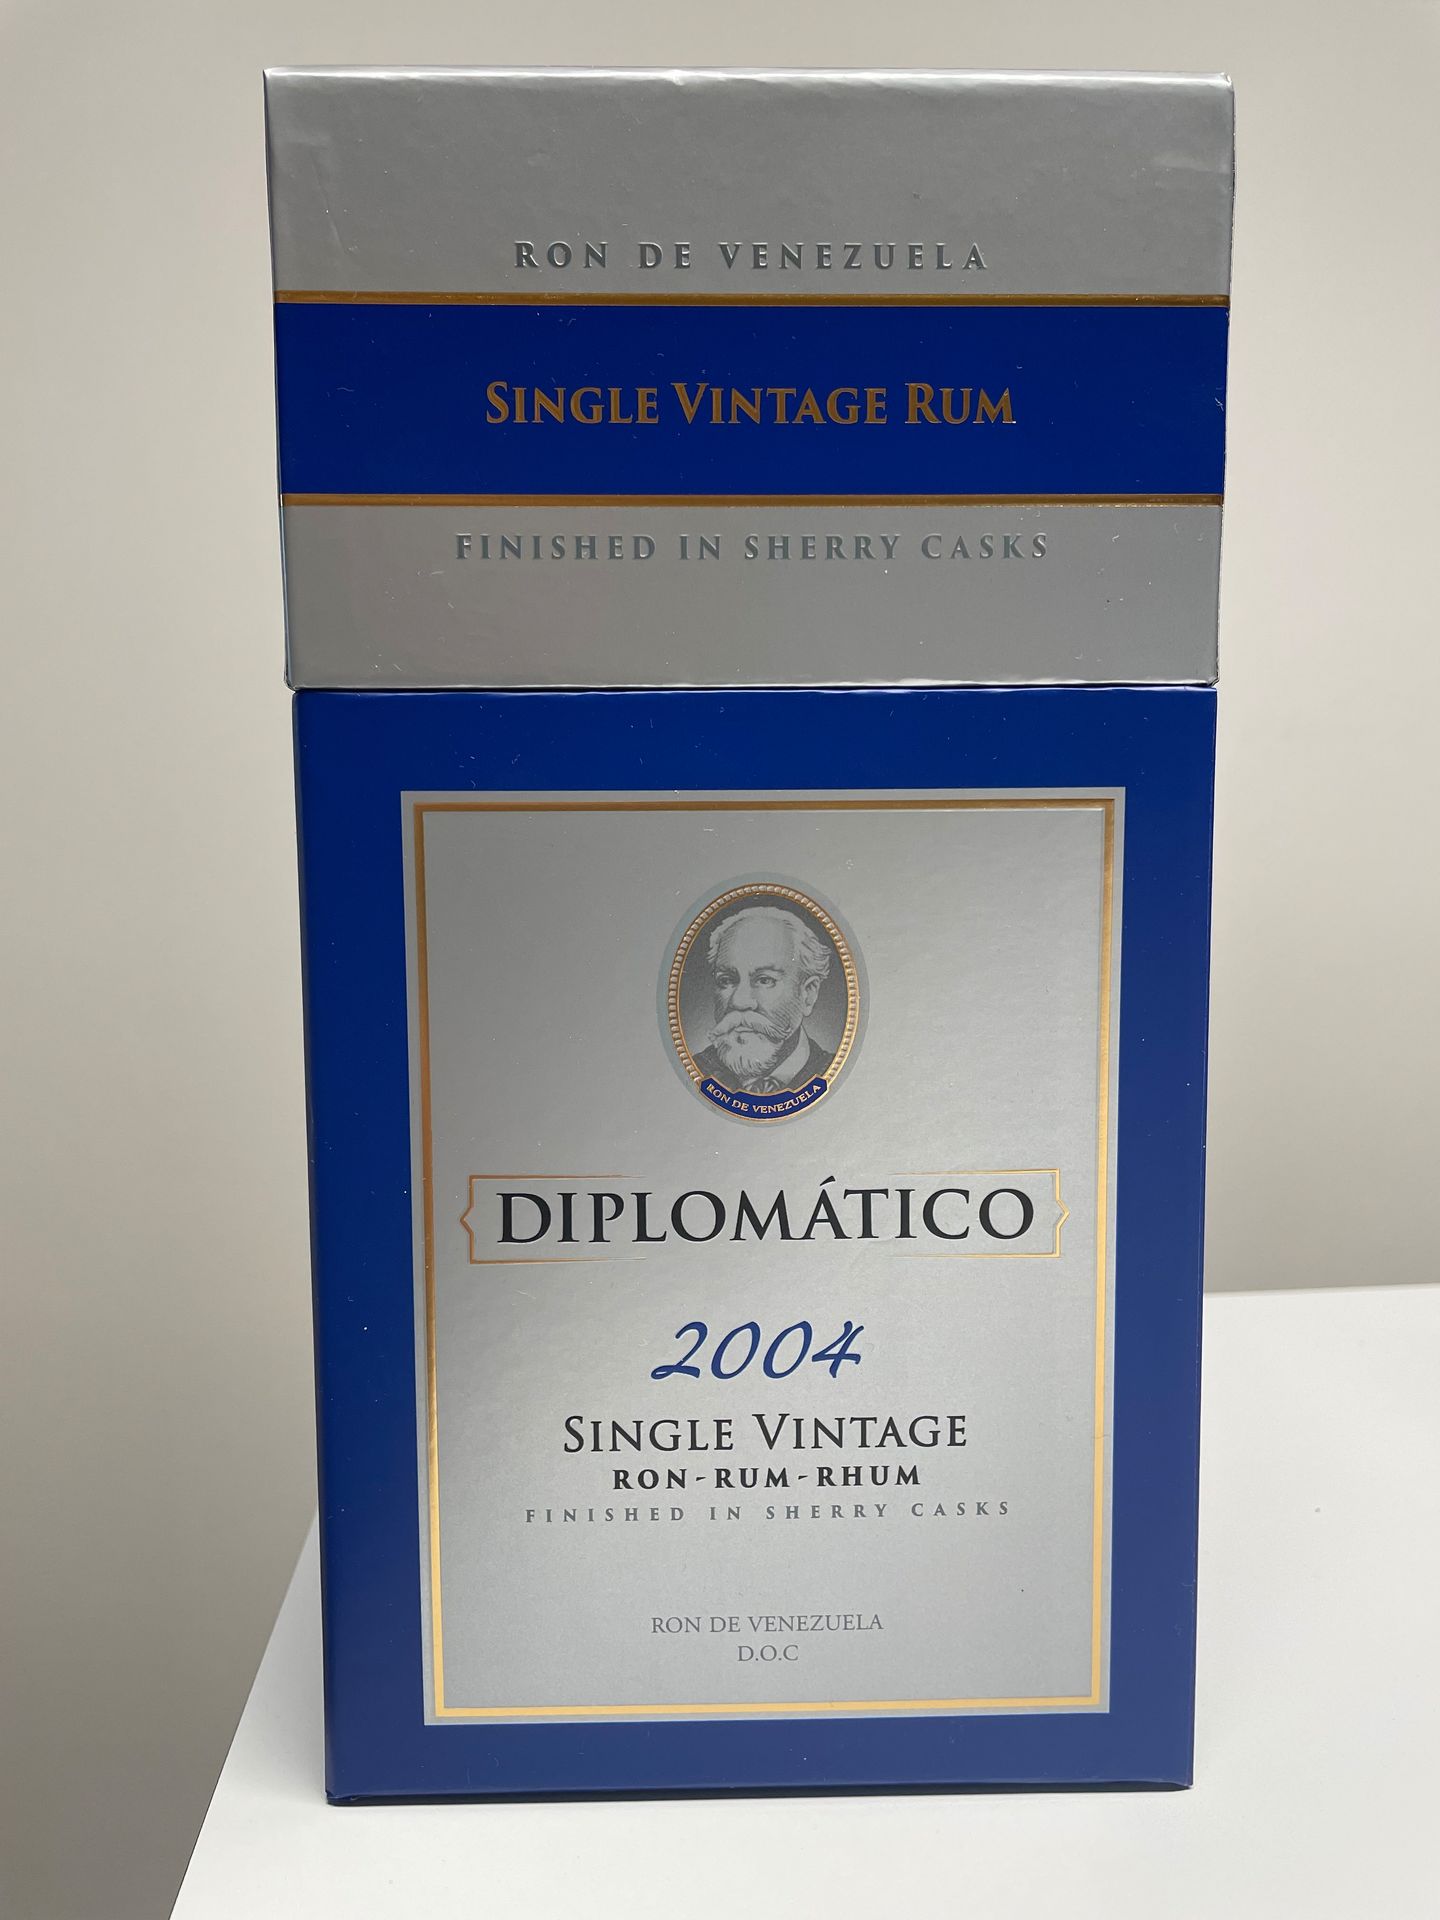 RON DE VENEZUELA
SINGLE VINTAGE RUM
FINISHED IN SHERRY CASKS
RON DE VENEZUELA
DIPLOMÁTICO
2004
SINGLE VINTAGE
RON-RUM-RHUM
FINISHED IN SHERRY CASKS
RON DE VENEZUELA
D.O.C